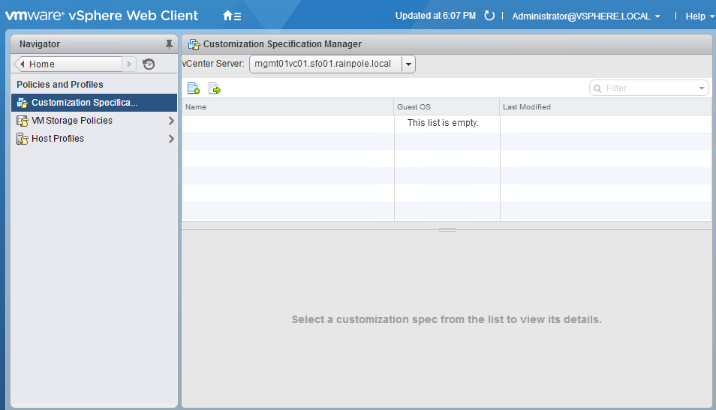 vmware® vSphere Web Client
Updated at 6:07 PM
Administrator@VSPHERE.LOCAL
Help
Navigator
Home
Policies and Profiles
Customization Specifica...
VM Storage Policies
Host Profiles
Customization Specification Manager
vCenter Server:
mgmt01vc01.sfo01.rainpole.local
Filter
Name
Guest OS
Last Modified
This list is empty.
Select a customization spec from the list to view its details.